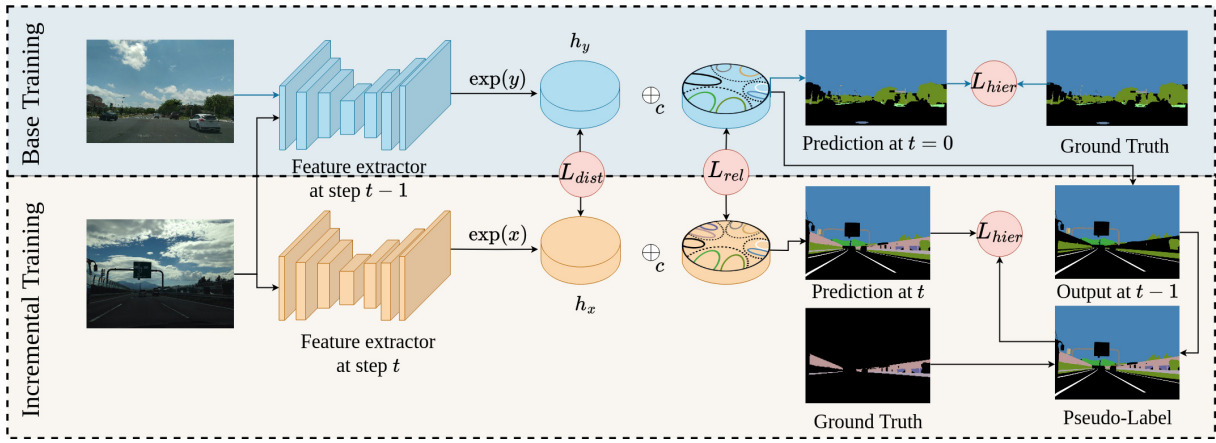 Base Training
exp(y)
h_y
⊕_c
L_hier
Prediction at t = 0
Ground Truth
Feature extractor
at step t − 1
L_dist
L_rel
Incremental Training
exp(x)
h_x
⊕_c
L_hier
Prediction at t
Output at t − 1
Feature extractor
at step t
Ground Truth
Pseudo-Label